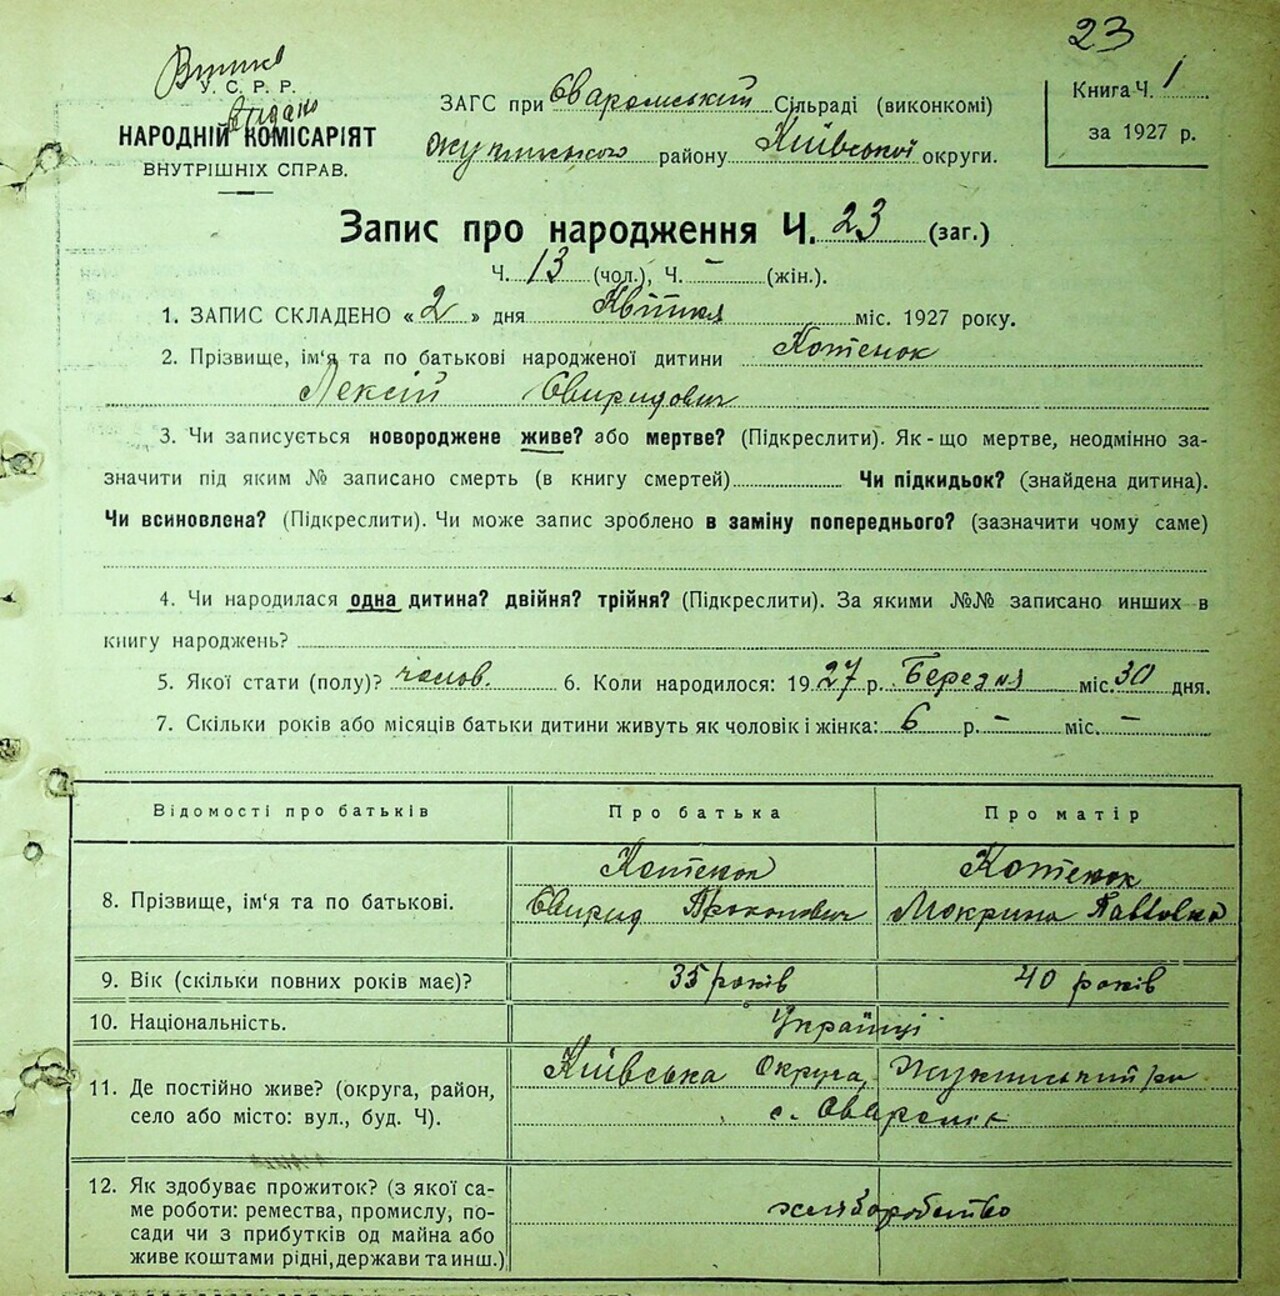 23
Витяг
У. С. Р. Р.
видано
НАРОДНІЙ КОМІСАРІЯТ
ВНУТРІШНІХ СПРАВ.
ЗАГС при Сваромський Сільраді (виконкомі)
Жукинського району Київської округи.
Книга Ч. 1
за 1927 р.
Запис про народження Ч. 23 (заг.)
Ч. 13 (чол.), Ч. – (жін.).
1. ЗАПИС СКЛАДЕНО « 2 » дня Квітня міс. 1927 року.
2. Прізвище, ім‘я та по батькові народженої дитини Котенок
Лексій Свиридович
3. Чи записується новороджене живе? або мертве? (Підкреслити). Як-що мертве, неодмінно за-
значити під яким № записано смерть (в книгу смертей) Чи підкидьок? (знайдена дитина).
Чи всиновлена? (Підкреслити). Чи може запис зроблено в заміну попереднього? (зазначити чому саме)
4. Чи народилася одна дитина? двійня? трійня? (Підкреслити). За якими №№ записано инших в
книгу народжень?
5. Якої стати (полу)? чолов. 6. Коли народилося: 1927 р. Березня міс. 30 дня.
7. Скільки років або місяців батьки дитини живуть як чоловік і жінка: 6 р. – міс. –
Відомості про батьків Про батька Про матір
8. Прізвище, ім‘я та по батькові. Котенок Свирид Прокопович Котенок Мокрина Павловна
9. Вік (скільки повних років має)? 35 років 40 років
10. Національність. Українці
11. Де постійно живе? (округа, район, Київська Округа, Жукинський р-н
село або місто: вул., буд. Ч). с. Сваромік
12. Як здобуває прожиток? (з якої са-
ме роботи: ремества, промислу, по- хліборобство
сади чи з прибутків од майна або
живе коштами рідні, держави та инш.)